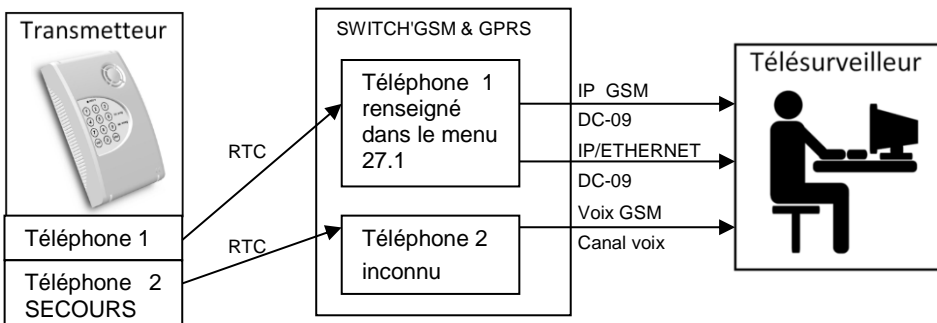 Transmetteur
Téléphone 1
Téléphone 2
SECOURS
RTC
RTC
SWITCH'GSM & GPRS
Téléphone 1
renseigné
dans le menu
27.1
Téléphone 2
inconnu
IP GSM
DC-09
IP/ETHERNET
DC-09
Voix GSM
Canal voix
Télésurveilleur